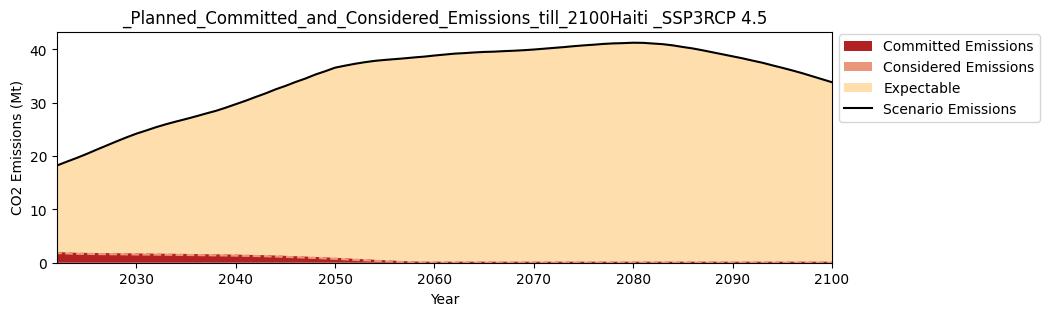 _Planned_Committed_and_Considered_Emissions_till_2100Haiti _SSP3RCP 4.5
CO2 Emissions (Mt)
40
30
20
10
0
2030 2040 2050 2060 2070 2080 2090 2100
Year
Committed Emissions
Considered Emissions
Expectable
Scenario Emissions